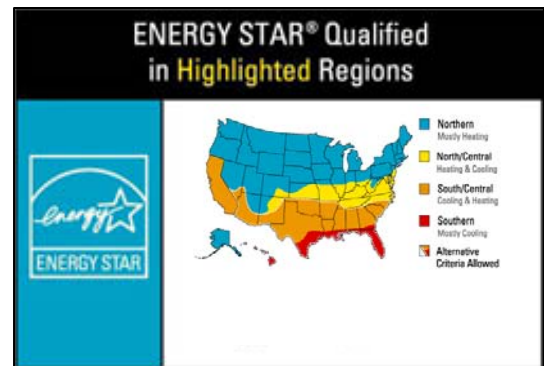 ENERGY STAR® Qualified
in Highlighted Regions
energy
ENERGY STAR
Northern
Mostly Heating
North/Central
Heating & Cooling
South/Central
Cooling & Heating
Southern
Mostly Cooling
Alternative
Criteria Allowed